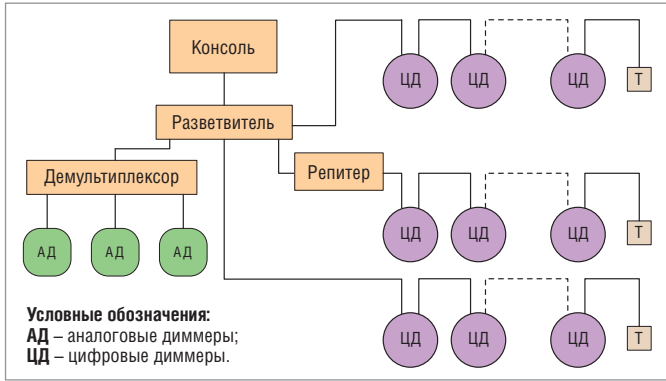 Консоль
ЦД ЦД ЦД Т
Разветвитель
Демультиплексор
Репитер
АД АД АД
ЦД ЦД ЦД Т
Условные обозначения:
АД – аналоговые диммеры;
ЦД – цифровые диммеры.
ЦД ЦД ЦД Т